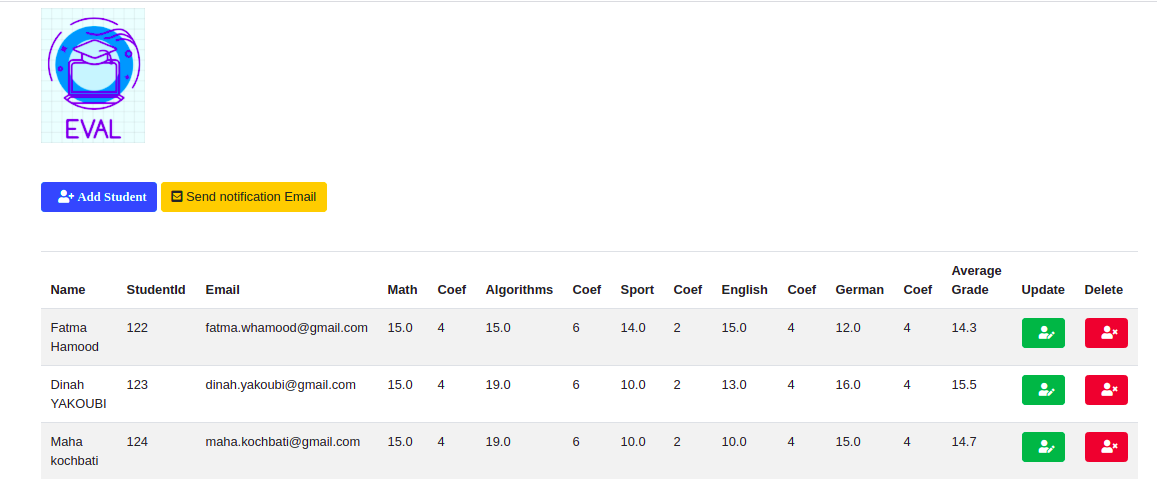 EVAL
Add Student Send notification Email
Average
Name StudentId Email Math Coef Algorithms Coef Sport Coef English Coef German Coef Grade Update Delete
Fatma 122 fatma.whamood@gmail.com 15.0 4 15.0 6 14.0 2 15.0 4 12.0 4 14.3
Hamood
Dinah 123 dinah.yakoubi@gmail.com 15.0 4 19.0 6 10.0 2 13.0 4 16.0 4 15.5
YAKOUBI
Maha 124 maha.kochbati@gmail.com 15.0 4 19.0 6 10.0 2 10.0 4 15.0 4 14.7
kochbati